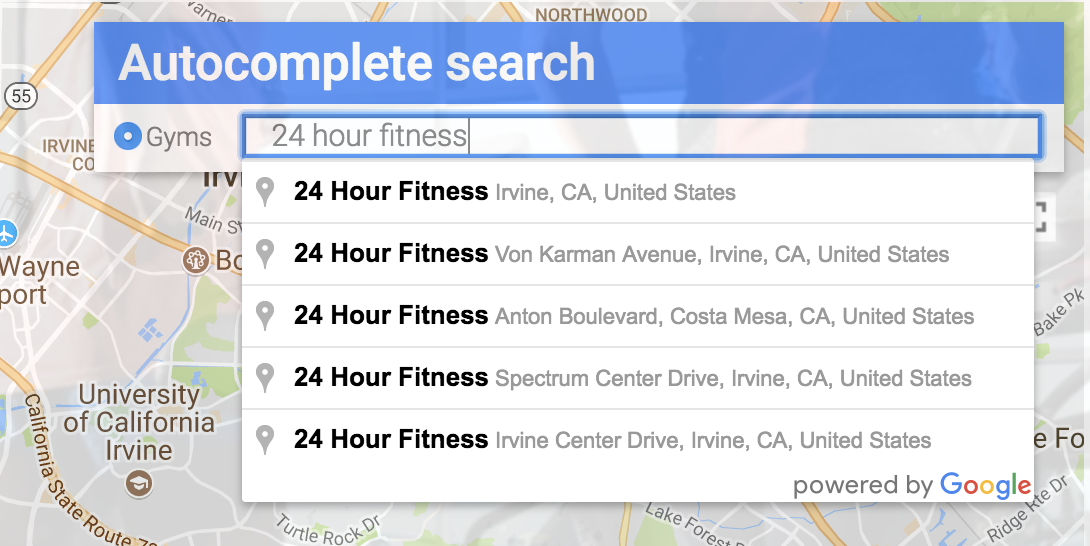 NORTHWOOD
Autocomplete search
55
Gyms
24 hour fitness
IRVINE
24 Hour Fitness Irvine, CA, United States
Main S
24 Hour Fitness Von Karman Avenue, Irvine, CA, United States
Wayne
port
24 Hour Fitness Anton Boulevard, Costa Mesa, CA, United States
Bake Pk
24 Hour Fitness Spectrum Center Drive, Irvine, CA, United States
University
of California
Irvine
24 Hour Fitness Irvine Center Drive, Irvine, CA, United States
California State Route
powered by Google
Turtle Rock Dr
Lake Forest
Ridge Rte Dr